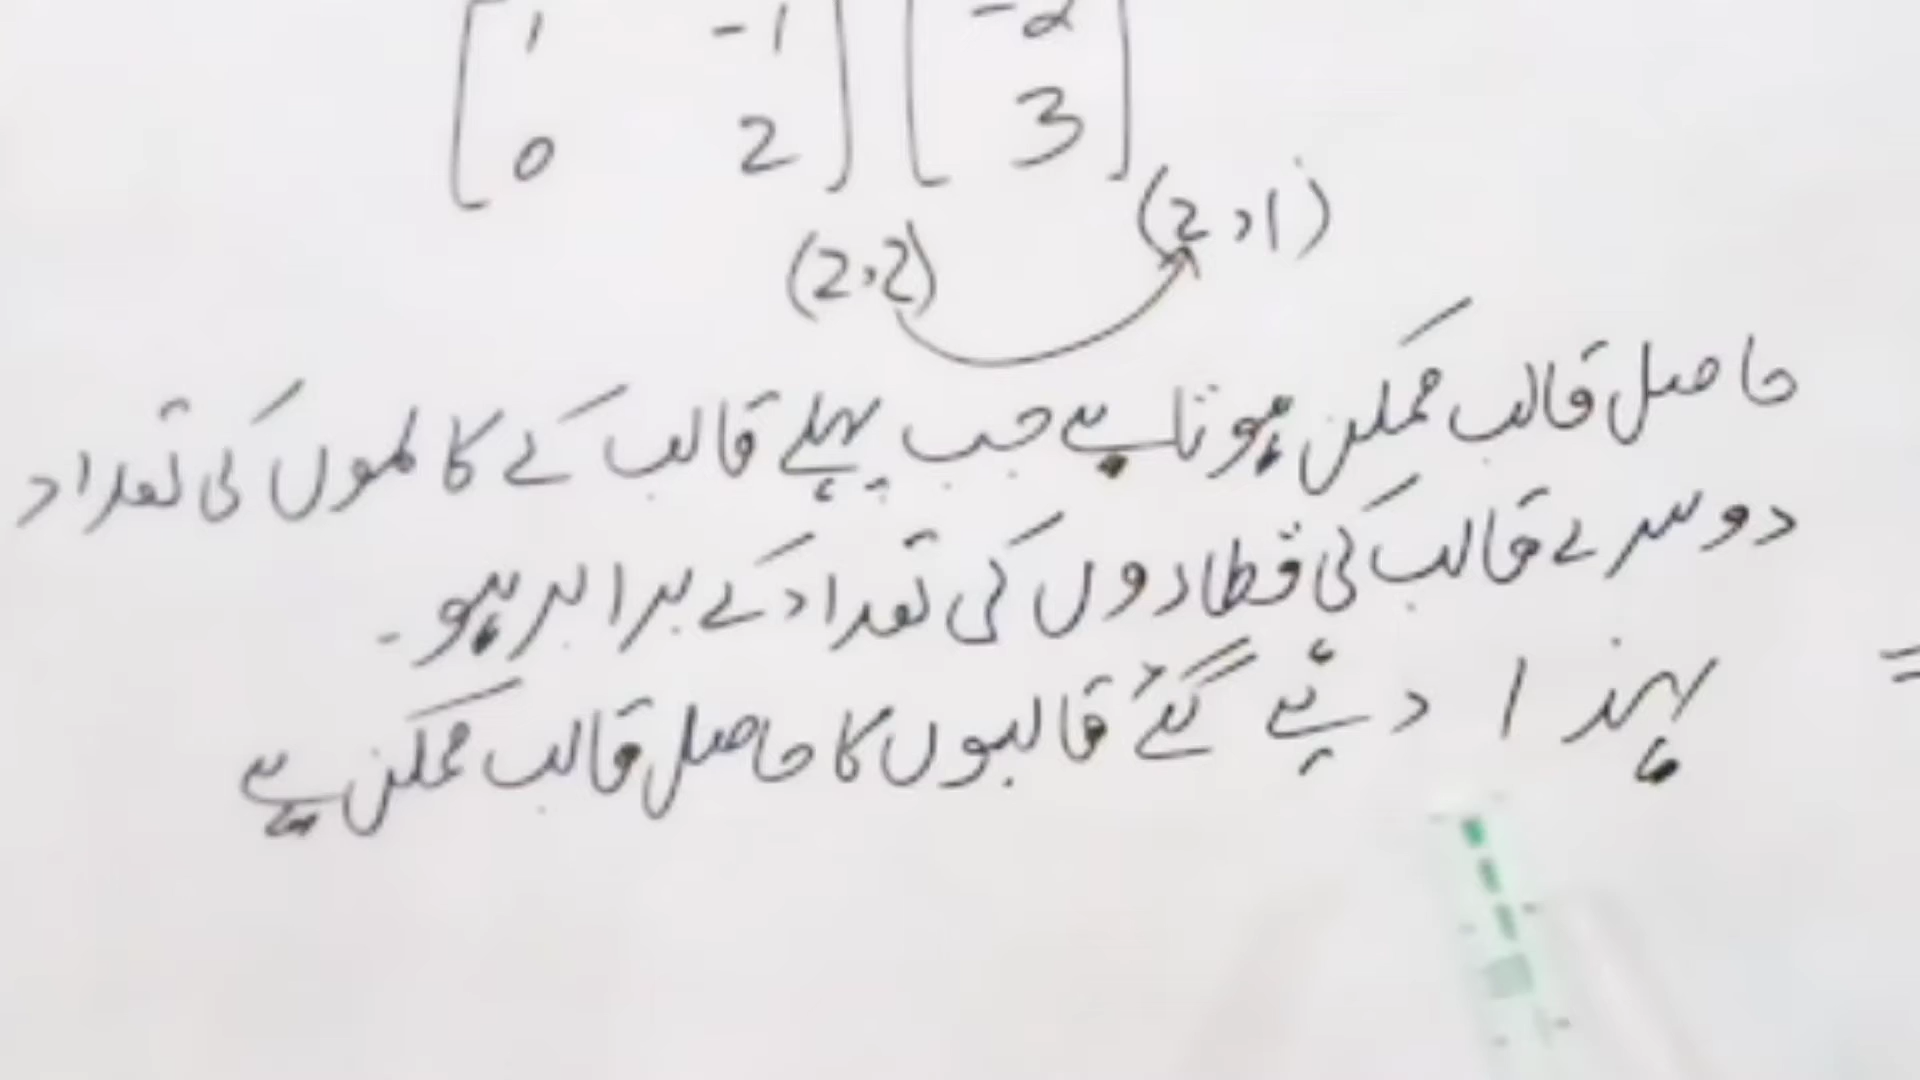 [1 -1] [-2]
[0 2] [3]
(2,2) (2,1)
حاصل قالب ممکن ہوتا ہے جب پہلے قالب کے کالموں کی تعداد
دوسرے قالب کی قطاروں کی تعداد کے برابر ہو۔
= لہٰذا دیئے گئے قالبوں کا حاصل قالب ممکن ہے